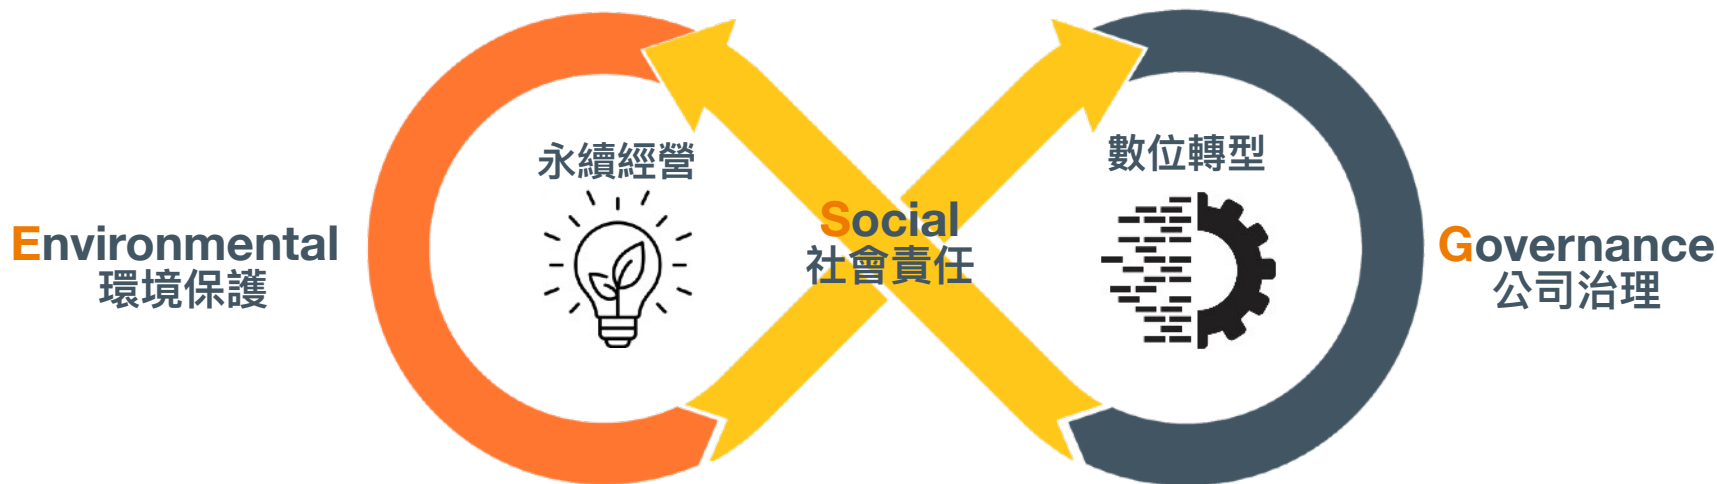 Environmental
環境保護
永續經營
Social
社會責任
數位轉型
Governance
公司治理